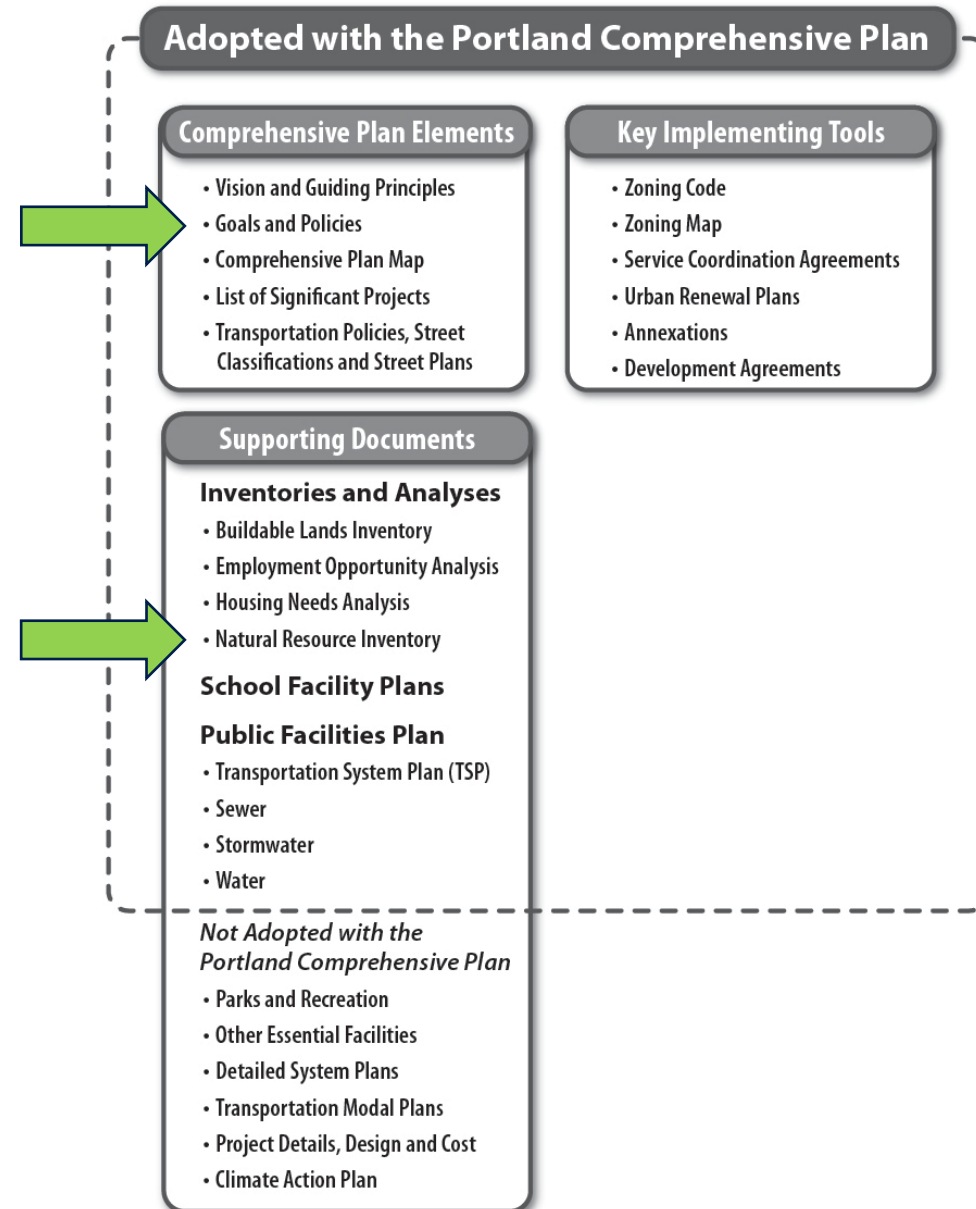 Adopted with the Portland Comprehensive Plan
Comprehensive Plan Elements
• Vision and Guiding Principles
• Goals and Policies
• Comprehensive Plan Map
• List of Significant Projects
• Transportation Policies, Street
Classifications and Street Plans
Key Implementing Tools
• Zoning Code
• Zoning Map
• Service Coordination Agreements
• Urban Renewal Plans
• Annexations
• Development Agreements
Supporting Documents
Inventories and Analyses
• Buildable Lands Inventory
• Employment Opportunity Analysis
• Housing Needs Analysis
• Natural Resource Inventory
School Facility Plans
Public Facilities Plan
• Transportation System Plan (TSP)
• Sewer
• Stormwater
• Water
Not Adopted with the
Portland Comprehensive Plan
• Parks and Recreation
• Other Essential Facilities
• Detailed System Plans
• Transportation Modal Plans
• Project Details, Design and Cost
• Climate Action Plan